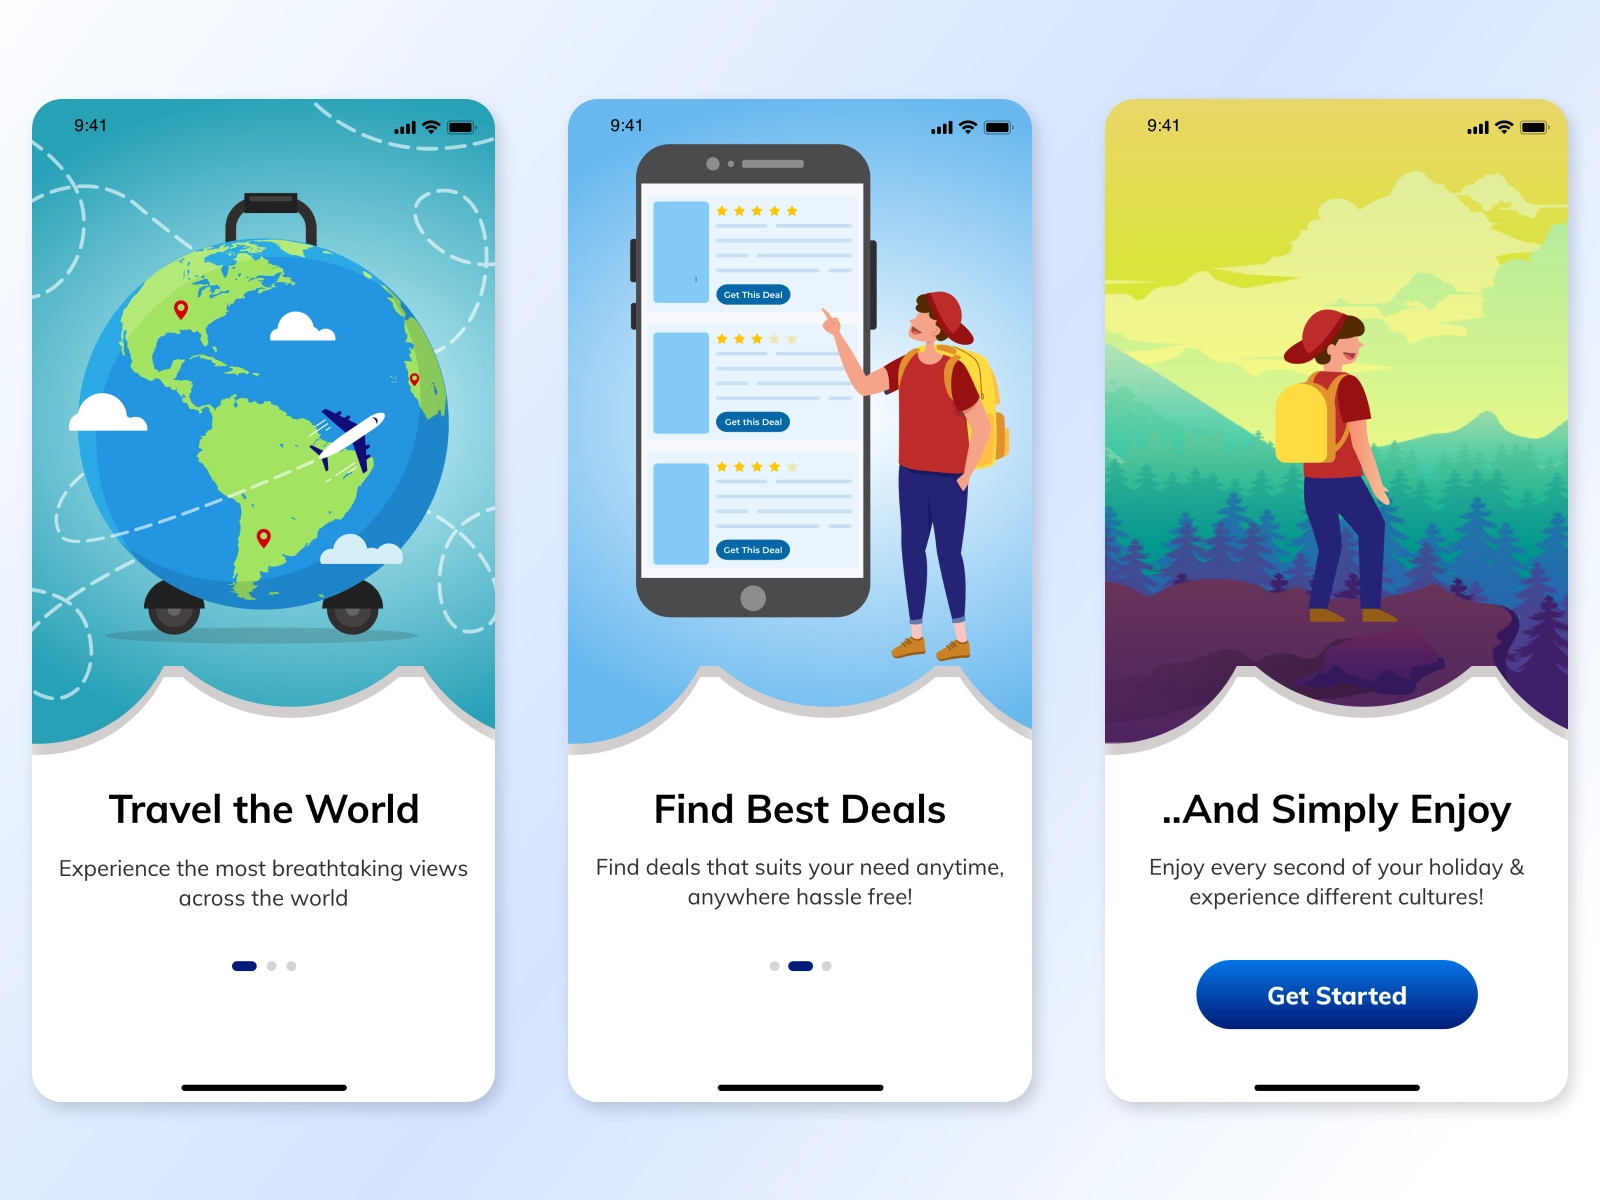 9:41
Travel the World
Experience the most breathtaking views
across the world
9:41
Get This Deal
Get this Deal
Get This Deal
Find Best Deals
Find deals that suits your need anytime,
anywhere hassle free!
9:41
..And Simply Enjoy
Enjoy every second of your holiday &
experience different cultures!
Get Started